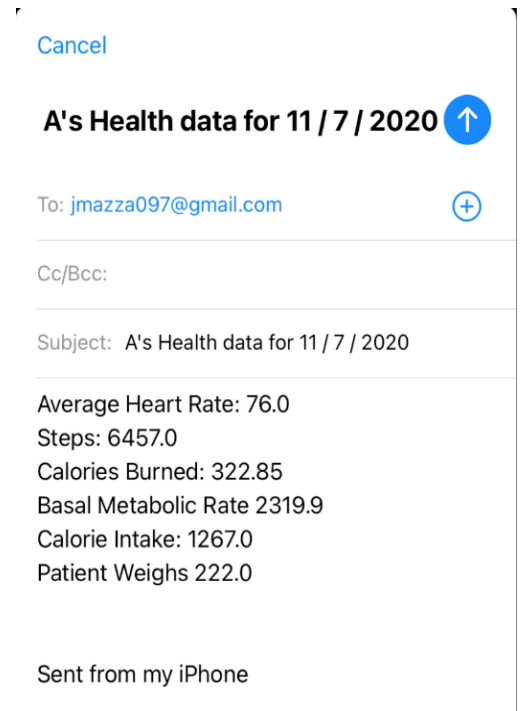 Cancel
A's Health data for 11 / 7 / 2020
To: jmazza097@gmail.com
Cc/Bcc:
Subject: A's Health data for 11 / 7 / 2020
Average Heart Rate: 76.0
Steps: 6457.0
Calories Burned: 322.85
Basal Metabolic Rate 2319.9
Calorie Intake: 1267.0
Patient Weighs 222.0
Sent from my iPhone